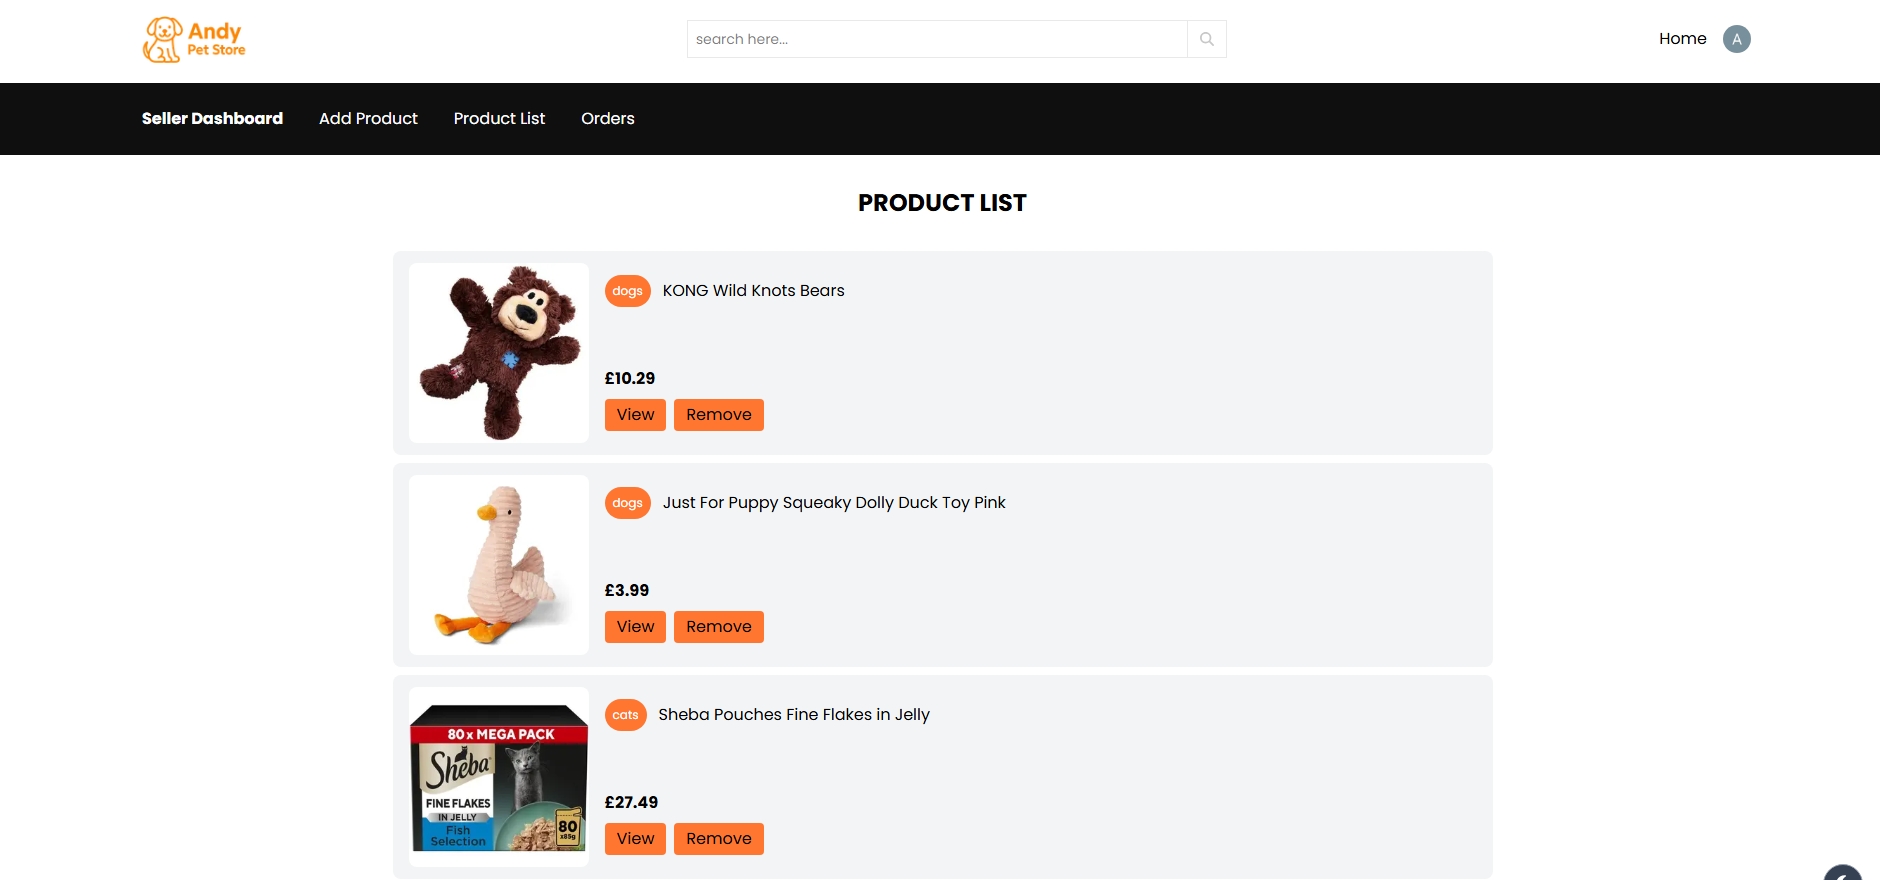 Andy
Pet Store
search here...
Home
A
Seller Dashboard
Add Product
Product List
Orders
PRODUCT LIST
dogs
KONG Wild Knots Bears
£10.29
View
Remove
dogs
Just For Puppy Squeaky Dolly Duck Toy Pink
£3.99
View
Remove
cats
Sheba Pouches Fine Flakes in Jelly
80 x MEGA PACK
Sheba
FINE FLAKES
IN JELLY
Fish
Selection
80
x85g
£27.49
View
Remove